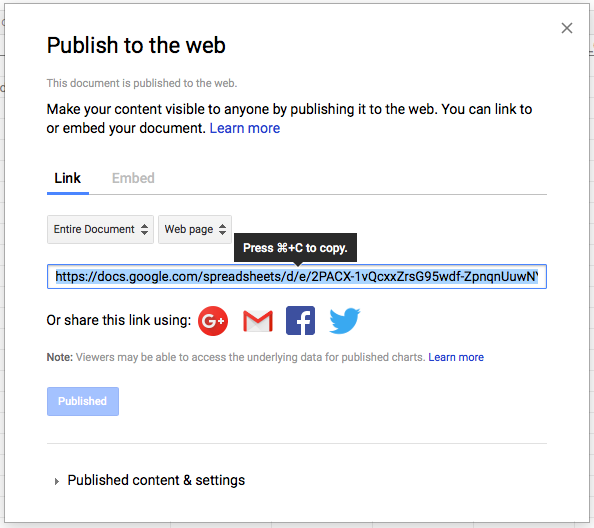 Publish to the web
This document is published to the web.
Make your content visible to anyone by publishing it to the web. You can link to
or embed your document. Learn more
Link Embed
Entire Document Web page
Press ⌘+C to copy.
https://docs.google.com/spreadsheets/d/e/2PACX-1vQcxxZrsG95wdf-ZpnqnUuwNY
Or share this link using: G+ f
Note: Viewers may be able to access the underlying data for published charts. Learn more
Published
Published content & settings